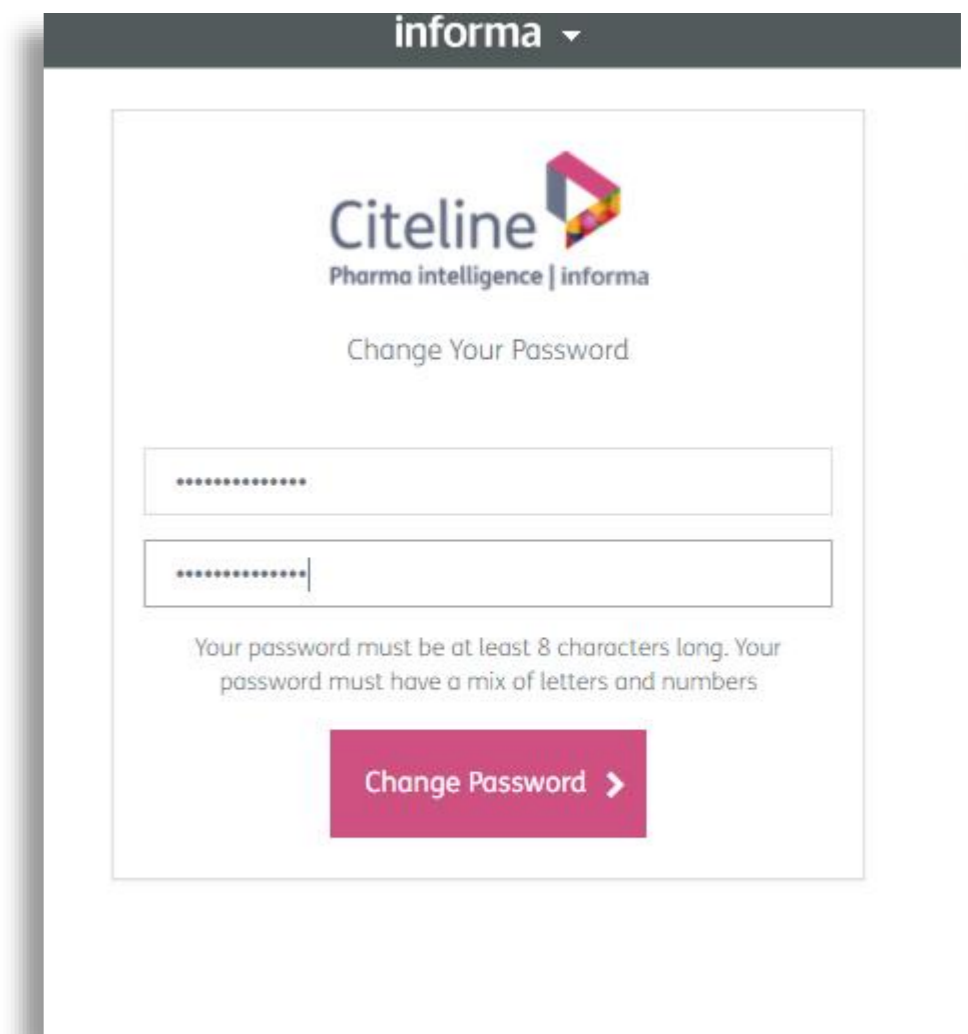 informa
Citeline
Pharma intelligence | informa
Change Your Password
••••••••••••••
••••••••••••••
Your password must be at least 8 characters long. Your
password must have a mix of letters and numbers
Change Password